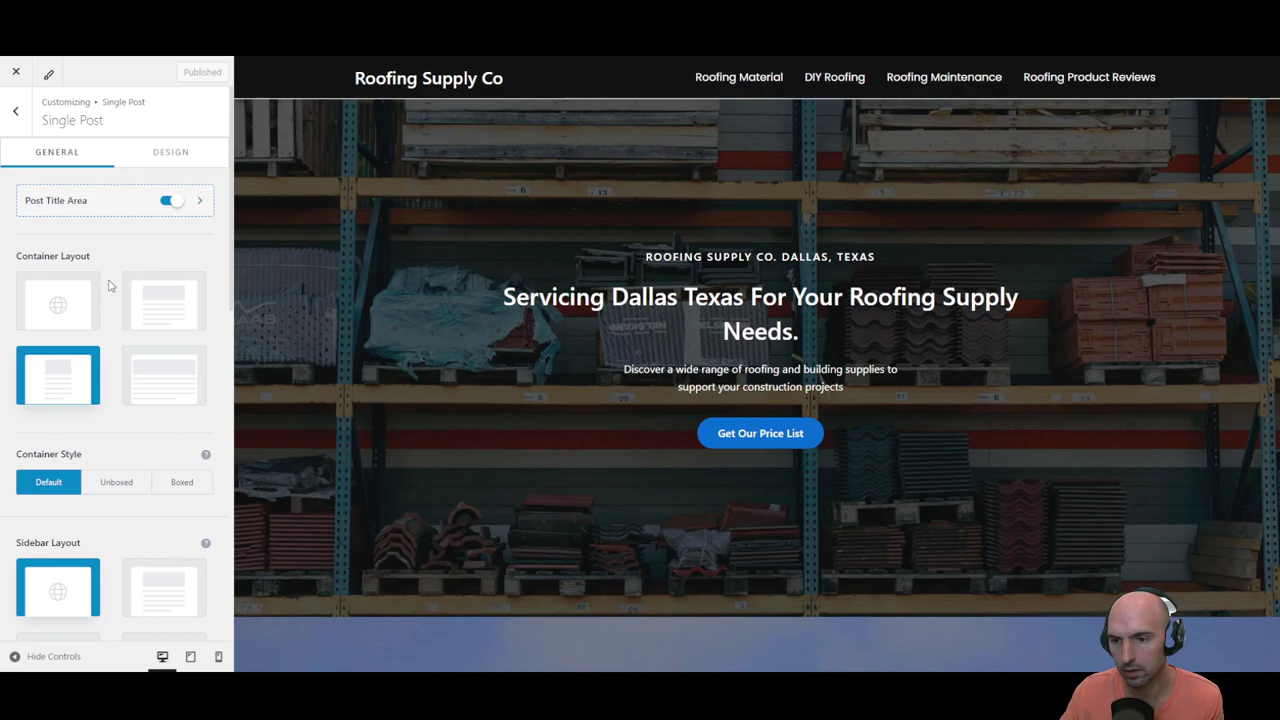 Published
Customizing ▸ Single Post
Single Post
GENERAL
DESIGN
Post Title Area
Container Layout
Container Style
Default
Unboxed
Boxed
Sidebar Layout
Hide Controls
Roofing Supply Co
Roofing Material
DIY Roofing
Roofing Maintenance
Roofing Product Reviews
ROOFING SUPPLY CO. DALLAS, TEXAS
Servicing Dallas Texas For Your Roofing Supply
Needs.
Discover a wide range of roofing and building supplies to
support your construction projects
Get Our Price List